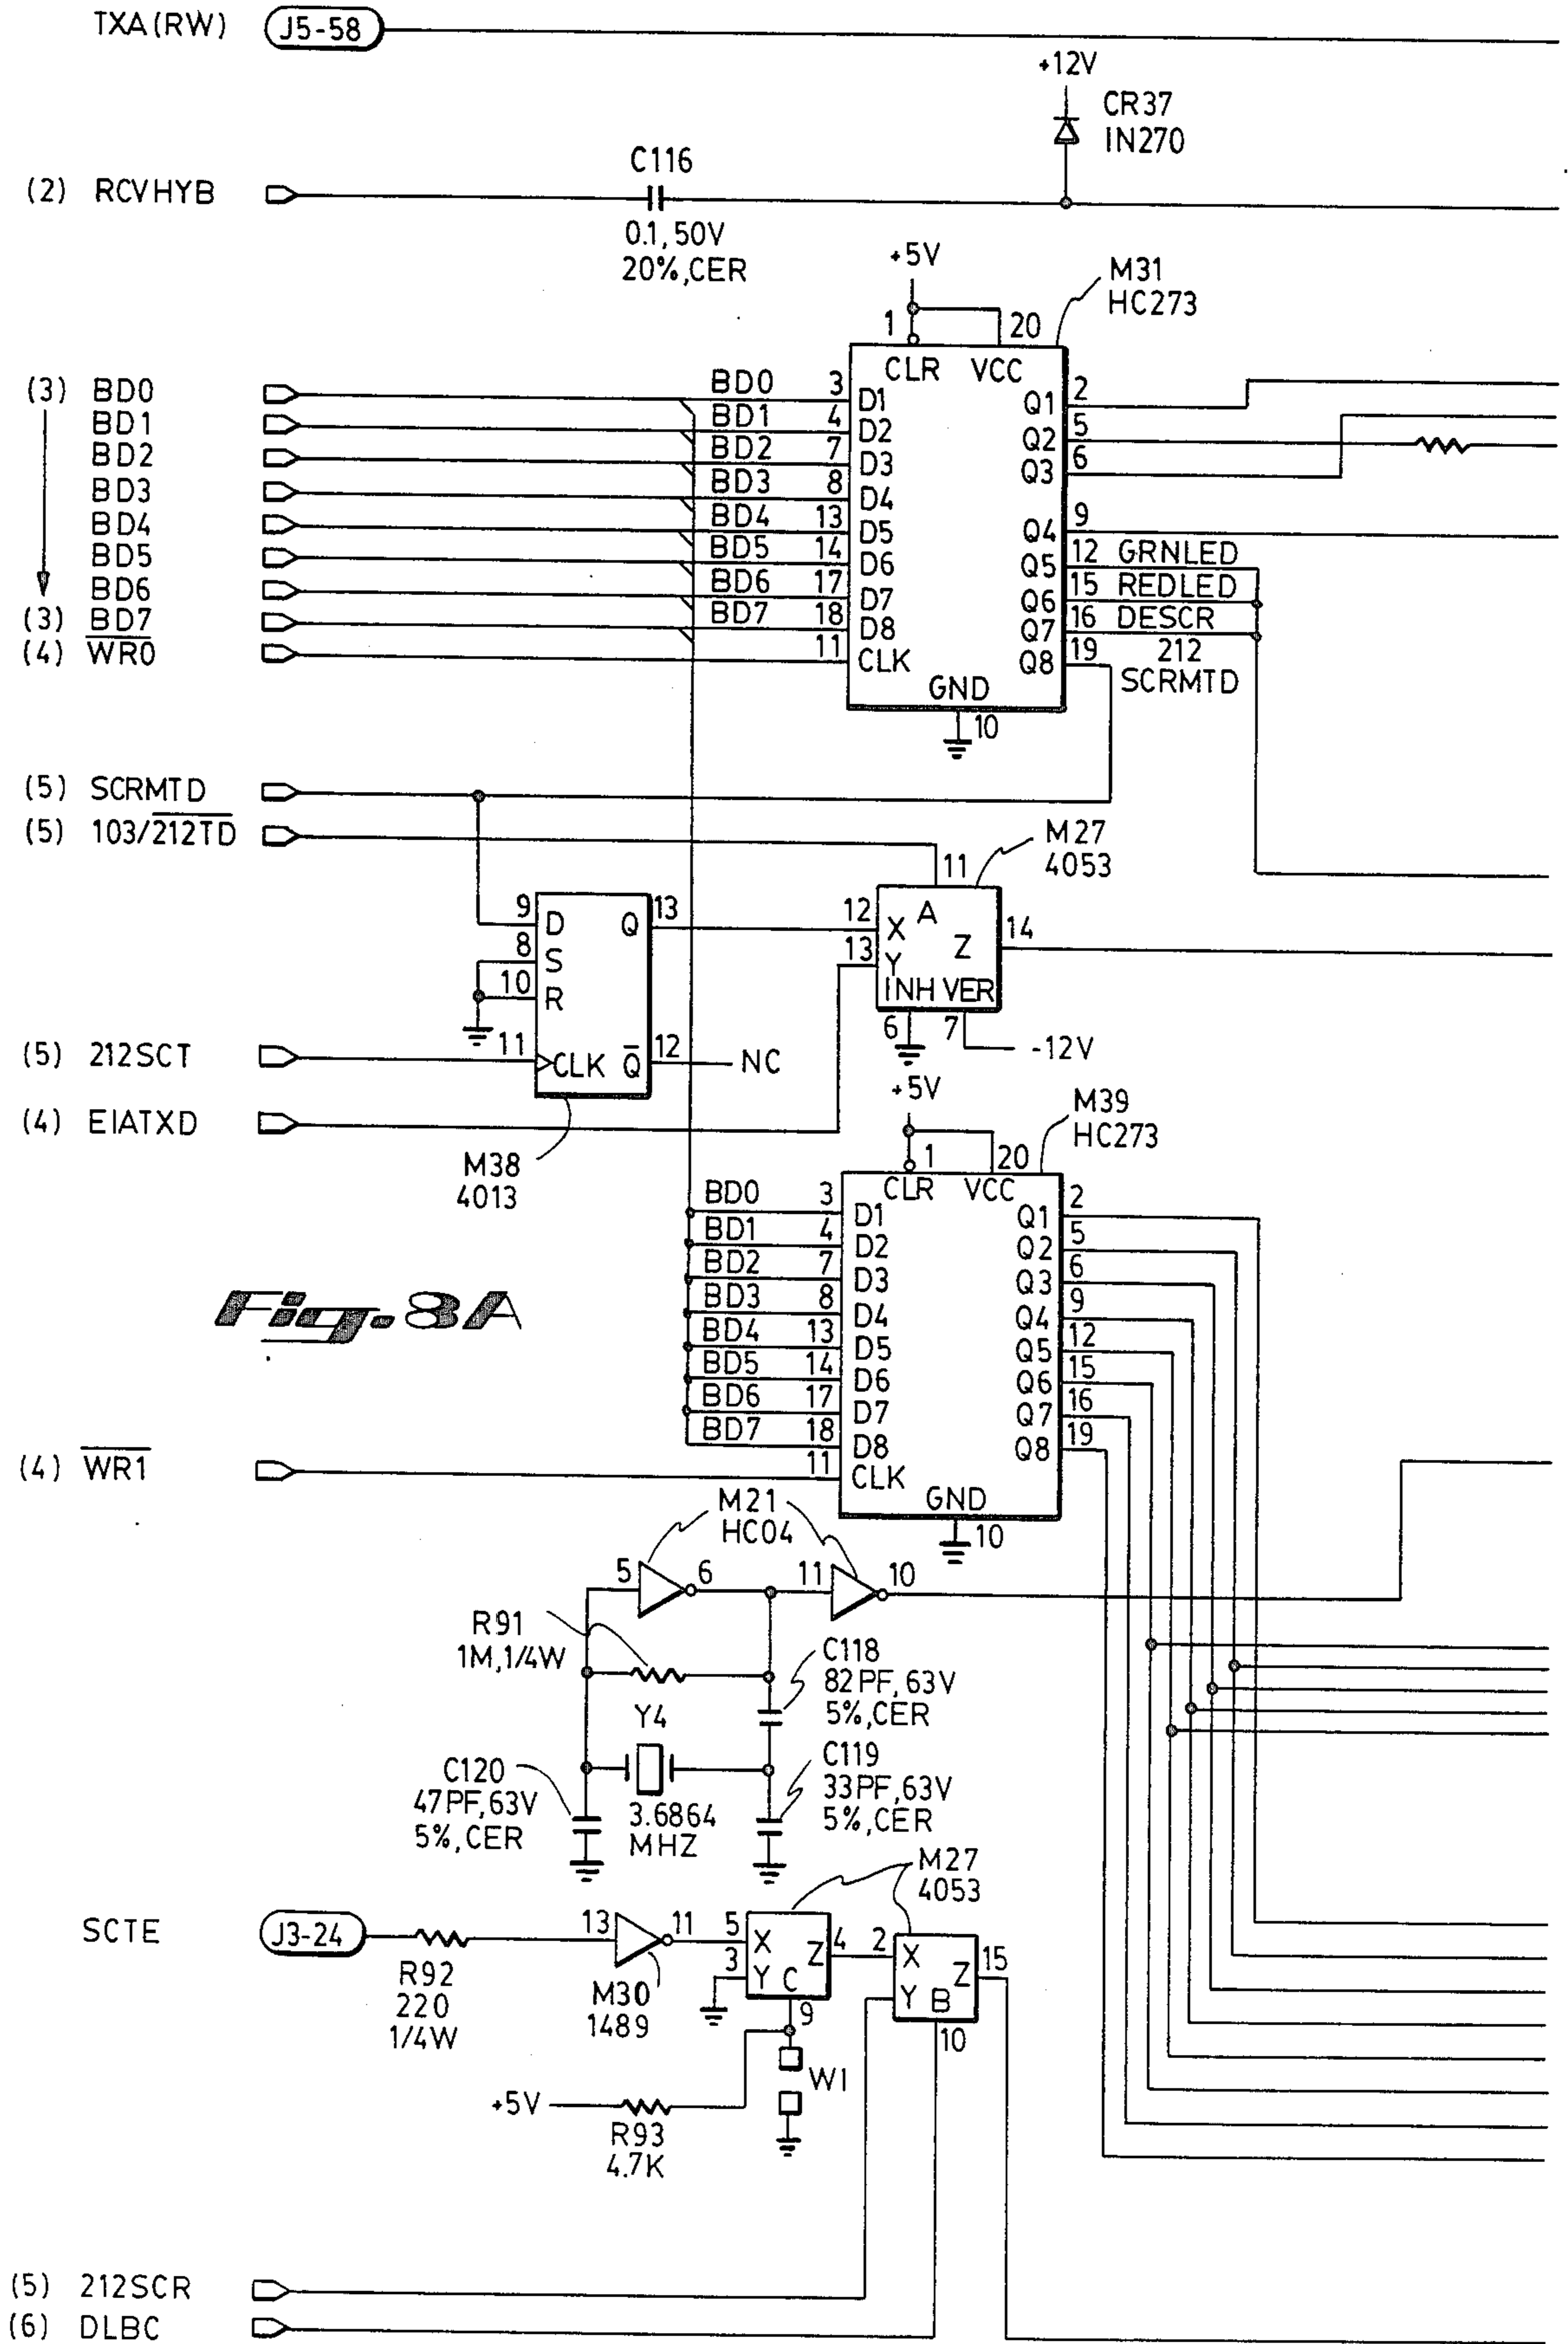 TXA(RW) J5-58
+12V
CR37
IN270
C116
(2) RCVHYB
0.1,50V
20%,CER
+5V
M31
HC273
1 20
CLR VCC
(3) BD0 BD0 3 D1 Q1 2
BD1 BD1 4 D2 Q2 5
BD2 BD2 7 D3 Q3 6
BD3 BD3 8 D4
BD4 BD4 13 D5 Q4 9
BD5 BD5 14 D6 Q5 12 GRNLED
BD6 BD6 17 D7 Q6 15 REDLED
(3) BD7 BD7 18 D8 Q7 16 DESCR
(4) W̅R̅0̅ 11 CLK Q8 19 212
SCRMTD
GND
10
(5) SCRMTD
(5) 103/2̅1̅2̅T̅D̅
M27
4053
11
9 D Q 13 12 X A
8 S 13 Y Z 14
10 R INH VER
6 7 -12V
(5) 212SCT 11 CLK Q̅ 12 NC
+5V
(4) EIATXD
M39
HC273
M38
4013
1 20
CLR VCC
BD0 3 D1 Q1 2
BD1 4 D2 Q2 5
BD2 7 D3 Q3 6
BD3 8 D4 Q4 9
BD4 13 D5 Q5 12
BD5 14 D6 Q6 15
BD6 17 D7 Q7 16
BD7 18 D8 Q8 19
Fig. 8A
(4) W̅R̅1̅ 11 CLK
GND
10
M21
HC04
5 6 11 10
R91
1M,1/4W
C118
82PF,63V
5%,CER
Y4
C120
47PF,63V
5%,CER
3.6864
MHZ
C119
33PF,63V
5%,CER
M27
4053
SCTE J3-24 13 11 5 X Z 4 2 X Z 15
3 Y C Y B
9 10
R92
220
1/4W
M30
1489
W1
+5V
R93
4.7K
(5) 212SCR
(6) DLBC